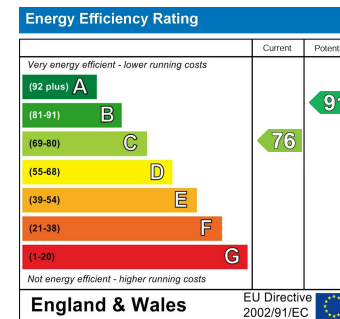 Energy Efficiency Rating
Current Potenti
Very energy efficient - lower running costs
(92 plus) A
(81-91) B
91
(69-80) C
76
(55-68) D
(39-54) E
(21-38) F
(1-20) G
Not energy efficient - higher running costs
England & Wales
EU Directive
2002/91/EC